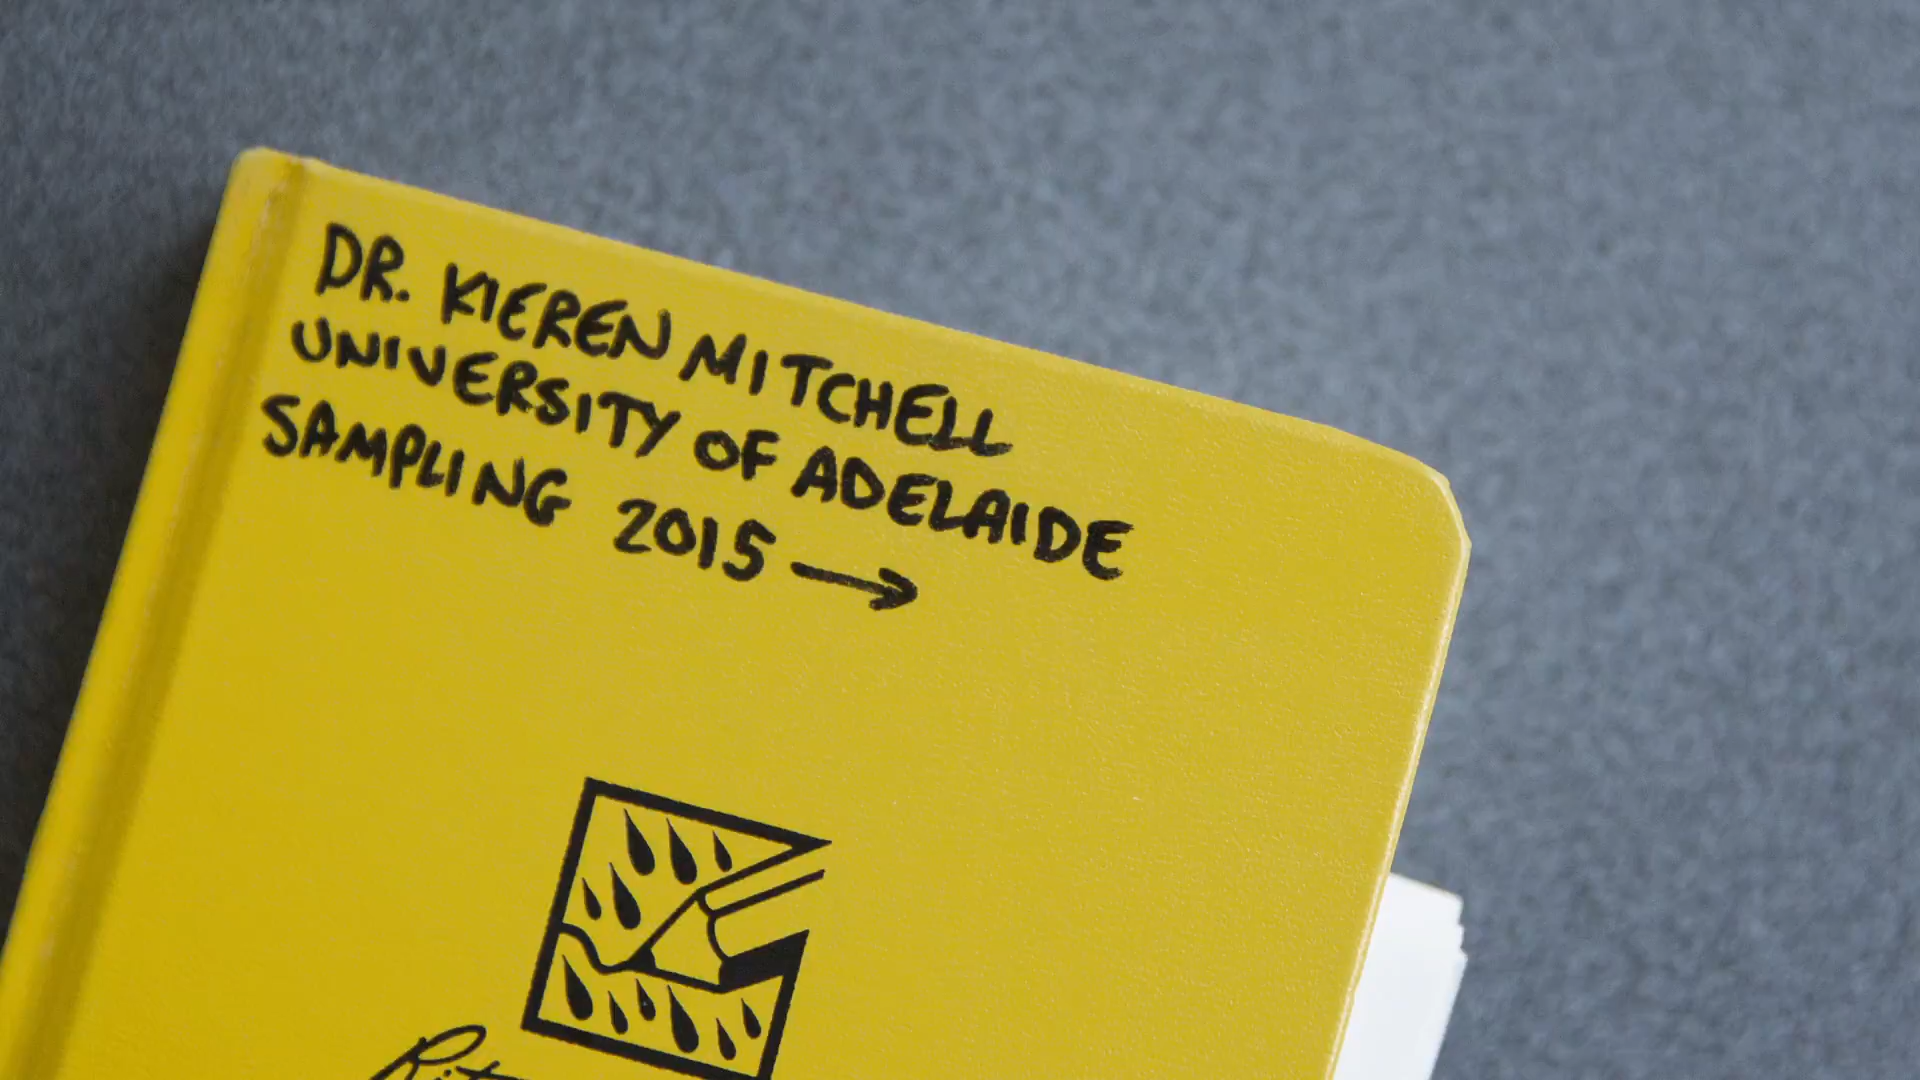 DR. KIEREN MITCHELL
UNIVERSITY OF ADELAIDE
SAMPLING 2015 →